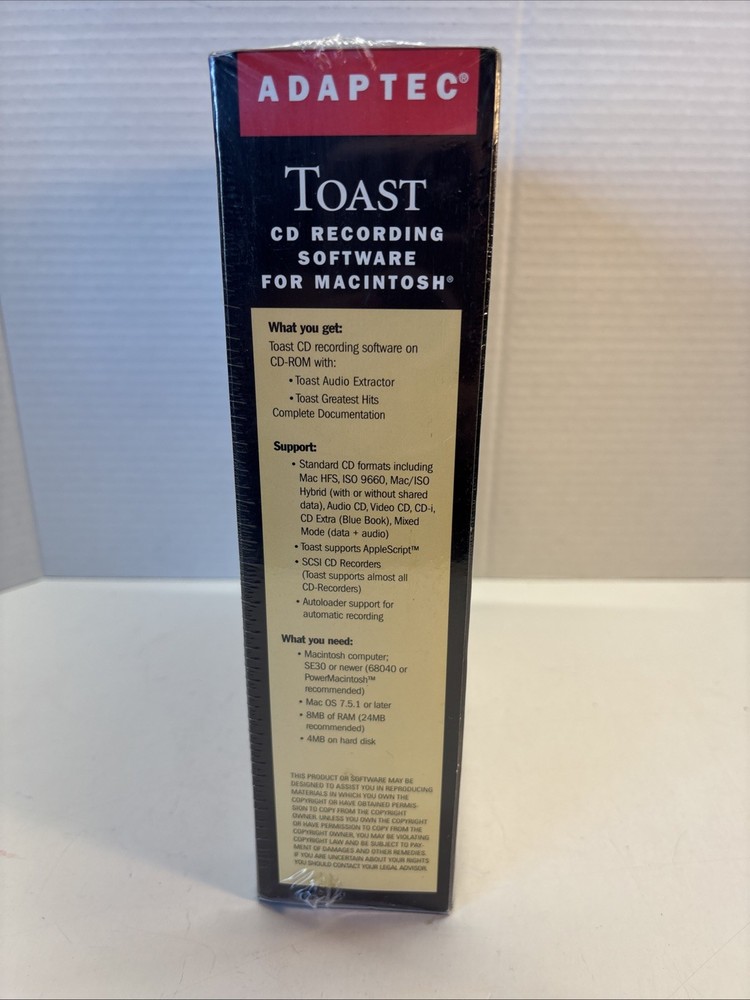 ADAPTEC®
TOAST
CD RECORDING
SOFTWARE
FOR MACINTOSH®
What you get:
Toast CD recording software on
CD-ROM with:
• Toast Audio Extractor
• Toast Greatest Hits
Complete Documentation
Support:
• Standard CD formats including
Mac HFS, ISO 9660, Mac/ISO
Hybrid (with or without shared
data), Audio CD, Video CD, CD-i,
CD Extra (Blue Book), Mixed
Mode (data + audio)
• Toast supports AppleScript™
• SCSI CD Recorders
(Toast supports almost all
CD-Recorders)
• Autoloader support for
automatic recording
What you need:
• Macintosh computer;
SE30 or newer (68040 or
PowerMacintosh™
recommended)
• Mac OS 7.5.1 or later
• 8MB of RAM (24MB
recommended)
• 4MB on hard disk
THIS PRODUCT OR SOFTWARE MAY BE
DESIGNED TO ASSIST YOU IN REPRODUCING
MATERIALS IN WHICH YOU OWN THE
COPYRIGHT OR HAVE OBTAINED PERMIS-
SION TO COPY FROM THE COPYRIGHT
OWNER. UNLESS YOU OWN THE COPYRIGHT
OR HAVE PERMISSION TO COPY FROM THE
COPYRIGHT OWNER, YOU MAY BE VIOLATING
COPYRIGHT LAW AND BE SUBJECT TO PAY-
MENT OF DAMAGES AND OTHER REMEDIES.
IF YOU ARE UNCERTAIN ABOUT YOUR RIGHTS
YOU SHOULD CONTACT YOUR LEGAL ADVISOR.